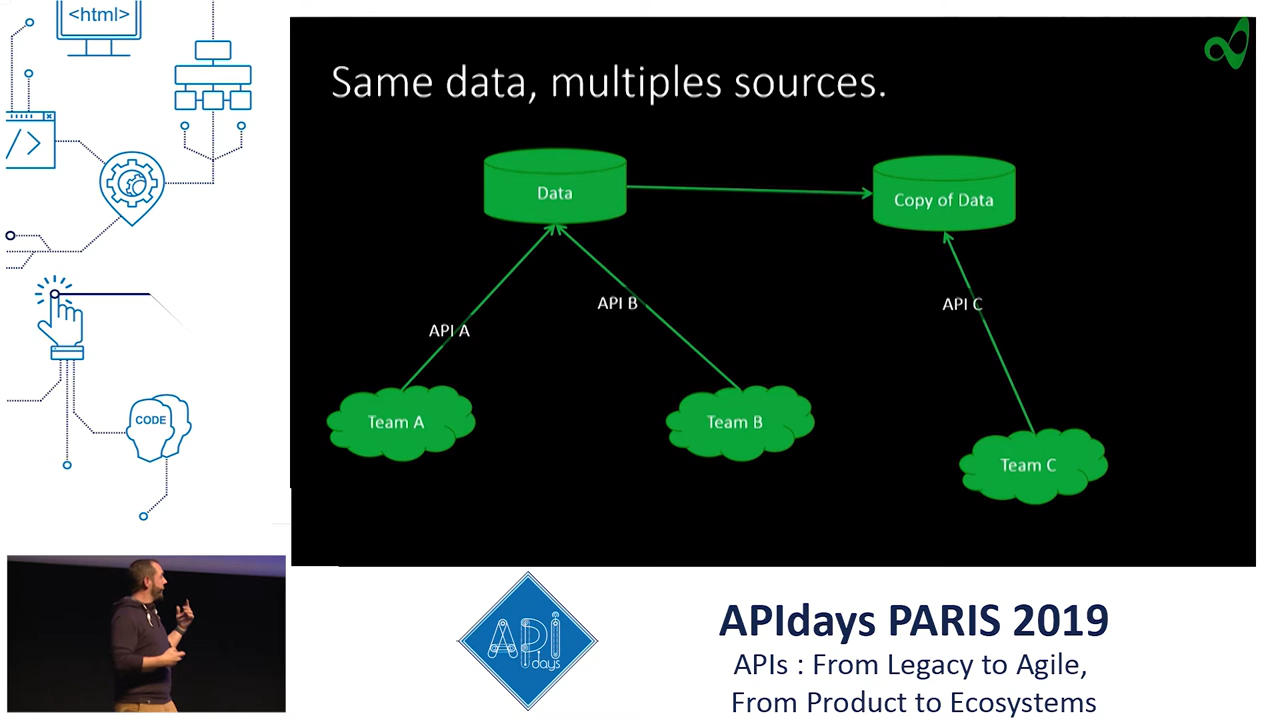 <html>
Same data, multiples sources.
Data
Copy of Data
API B
API C
API A
Team A
Team B
Team C
</>
CODE
API
days
APIdays PARIS 2019
APIs : From Legacy to Agile,
From Product to Ecosystems